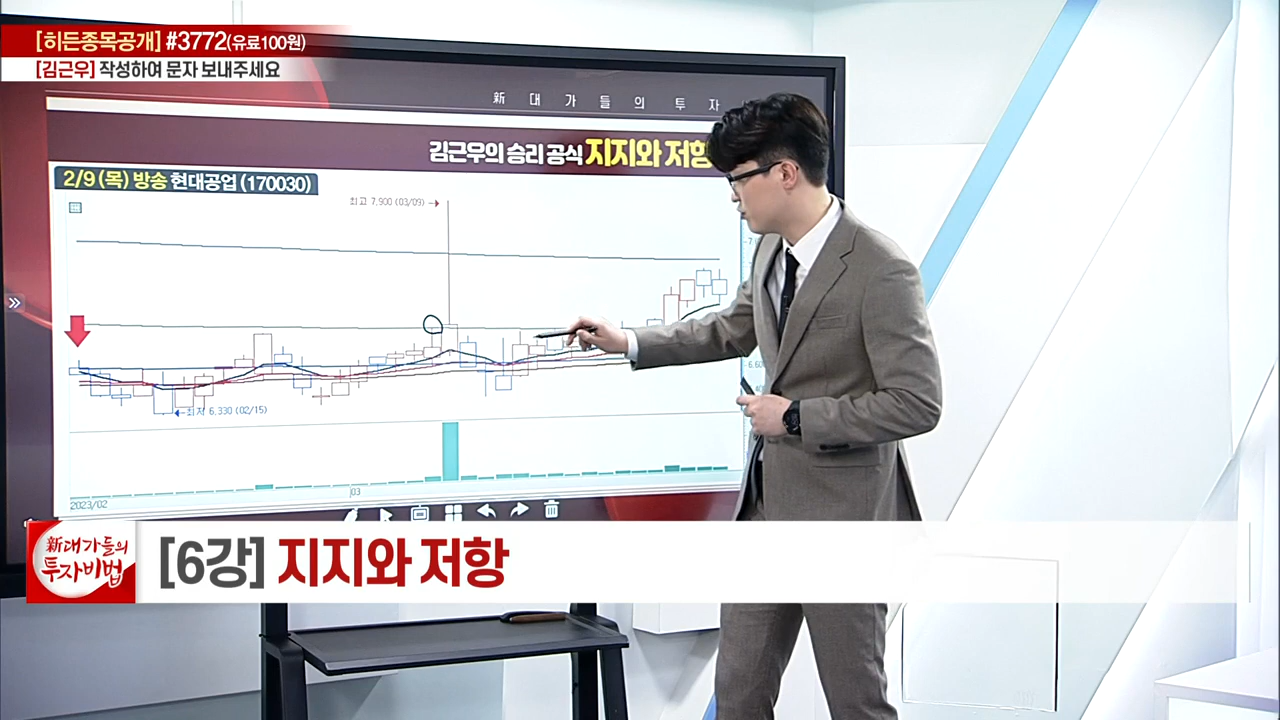 [히든종목공개] #3772(유료100원)
[김근우] 작성하여 문자 보내주세요
新 대 가 들 의 투 자
김근우의 승리 공식 지지와 저항
2/9 (목) 방송 현대공업 (170030)
최고 7,900 (03/09)
최저 6,330 (02/15)
6,600
03
2023/02
新대가들의
투자비법
[6강] 지지와 저항